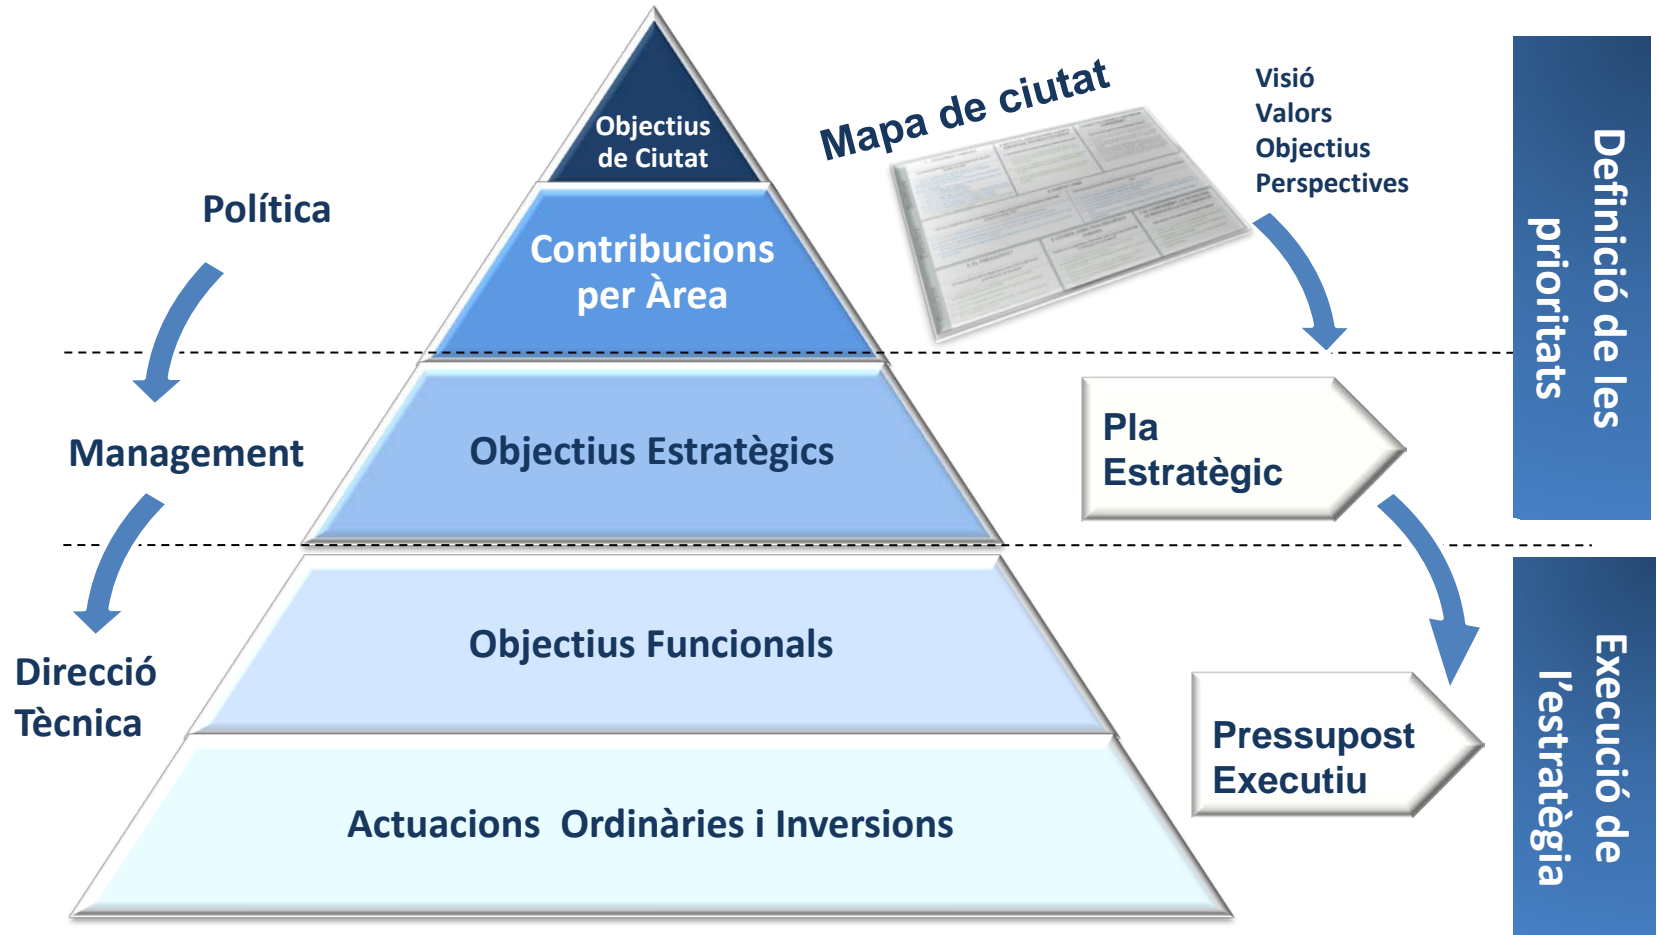 Objectius
de Ciutat
Contribucions
per Àrea
Objectius Estratègics
Objectius Funcionals
Actuacions  Ordinàries i Inversions
Política
Management
Direcció
Tècnica
Mapa de ciutat
Visió
Valors
Objectius
Perspectives
Pla
Estratègic
Pressupost
Executiu
Definició de les
prioritats
Execució de
l’estratègia